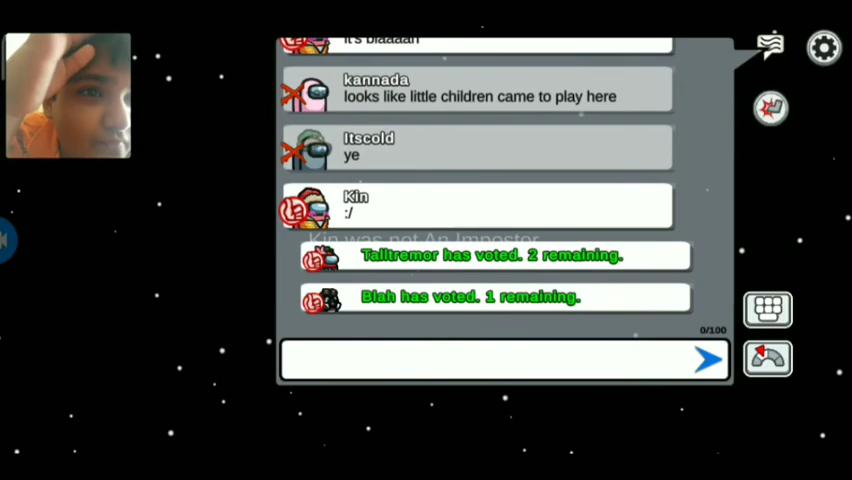 It's blaaaah
kannada
looks like little children came to play here
Itscold
ye
Kin
:/
Kin was not An Impostor
Talltremor has voted. 2 remaining.
Blah has voted. 1 remaining.
0/100